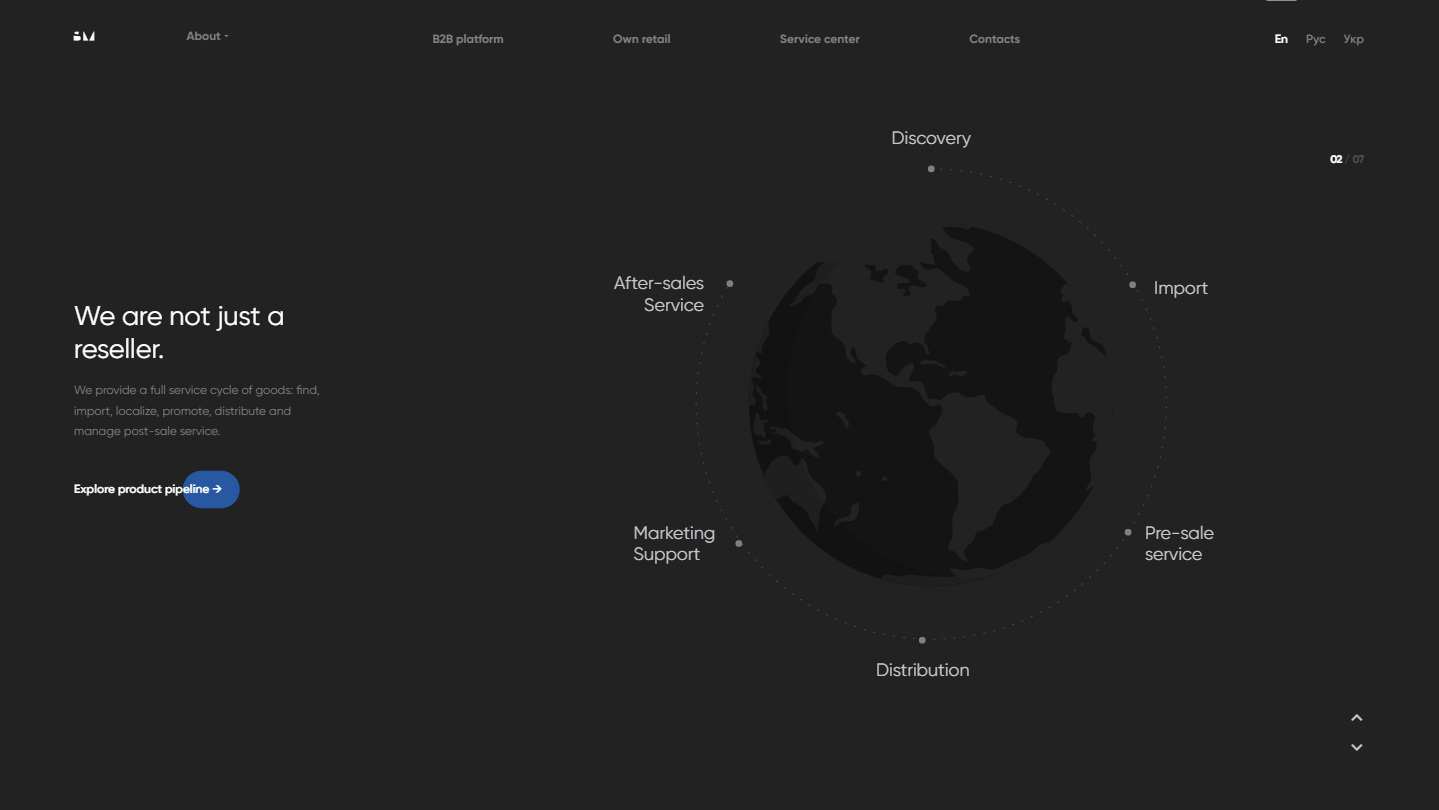 BM
About
B2B platform
Own retail
Service center
Contacts
En
Рус
Укр
02 / 07
Discovery
Import
After-sales
Service
We are not just a
reseller.
We provide a full service cycle of goods: find,
import, localize, promote, distribute and
manage post-sale service.
Explore product pipeline →
Marketing
Support
Pre-sale
service
Distribution